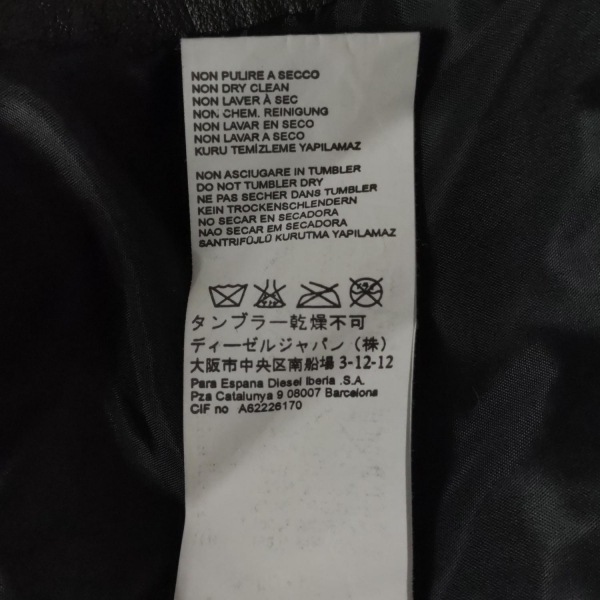 NON PULIRE A SECCO
NON DRY CLEAN
NON LAVER À SEC
NON CHEM. REINIGUNG
NON LAVAR EN SECO
NON LAVAR A SECO
KURU TEMİZLEME YAPILAMAZ
NON ASCIUGARE IN TUMBLER
DO NOT TUMBLER DRY
NE PAS SECHER DANS TUMBLER
KEIN TROCKENSCHLENDERN
NO SECAR EN SECADORA
NAO SECAR EM SECADORA
SANTRİFÜJLÜ KURUTMA YAPILAMAZ
タンブラー乾燥不可
ディーゼルジャパン（株）
大阪市中央区南船場 3-12-12
Para Espana Diesel Iberia .S.A.
Pza Catalunya 9 08007 Barcelona
CIF no A62226170